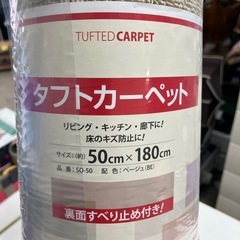 TUFTED CARPET
タフトカーペット
リビング・キッチン・廊下に!
床のキズ防止に!
サイズ:(約)50cm×180cm
品 番:SO-50 配 色:ベージュ(BE)
裏面すべり止め付き!